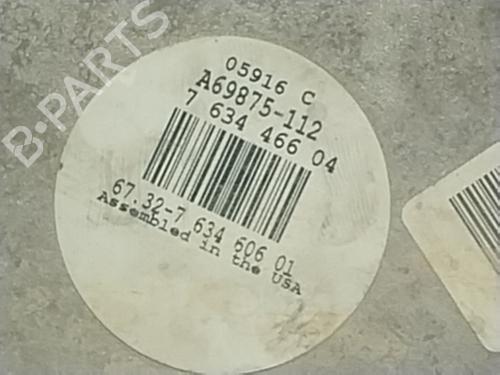 B·PARTS
05916 C
A69875-112
7 634 466 04
67.32-7 634 606 01
Assembled in the USA